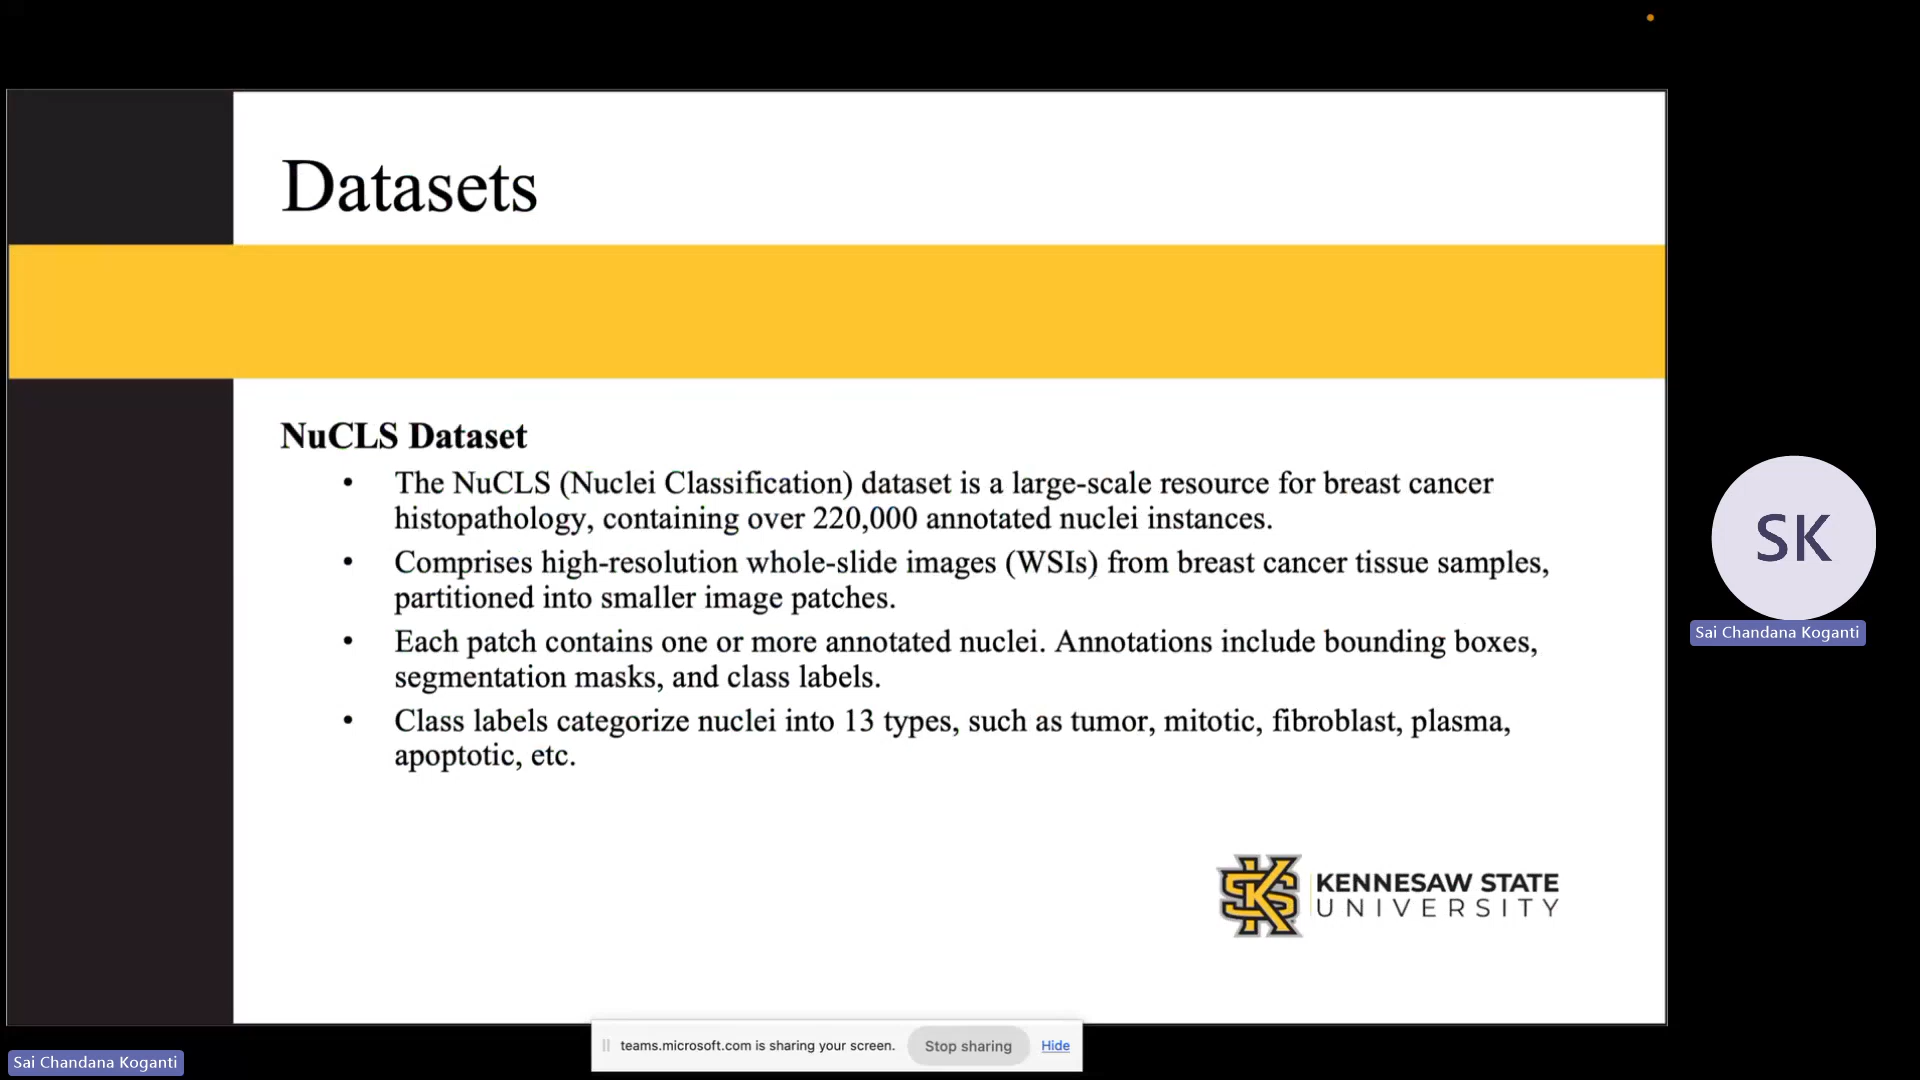 Datasets
NuCLS Dataset
• The NuCLS (Nuclei Classification) dataset is a large-scale resource for breast cancer
histopathology, containing over 220,000 annotated nuclei instances.
• Comprises high-resolution whole-slide images (WSIs) from breast cancer tissue samples,
partitioned into smaller image patches.
• Each patch contains one or more annotated nuclei. Annotations include bounding boxes,
segmentation masks, and class labels.
• Class labels categorize nuclei into 13 types, such as tumor, mitotic, fibroblast, plasma,
apoptotic, etc.
KS
KENNESAW STATE
UNIVERSITY
SK
Sai Chandana Koganti
teams.microsoft.com is sharing your screen. Stop sharing Hide
Sai Chandana Koganti